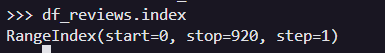 >>> df_reviews.index
RangeIndex(start=0, stop=920, step=1)